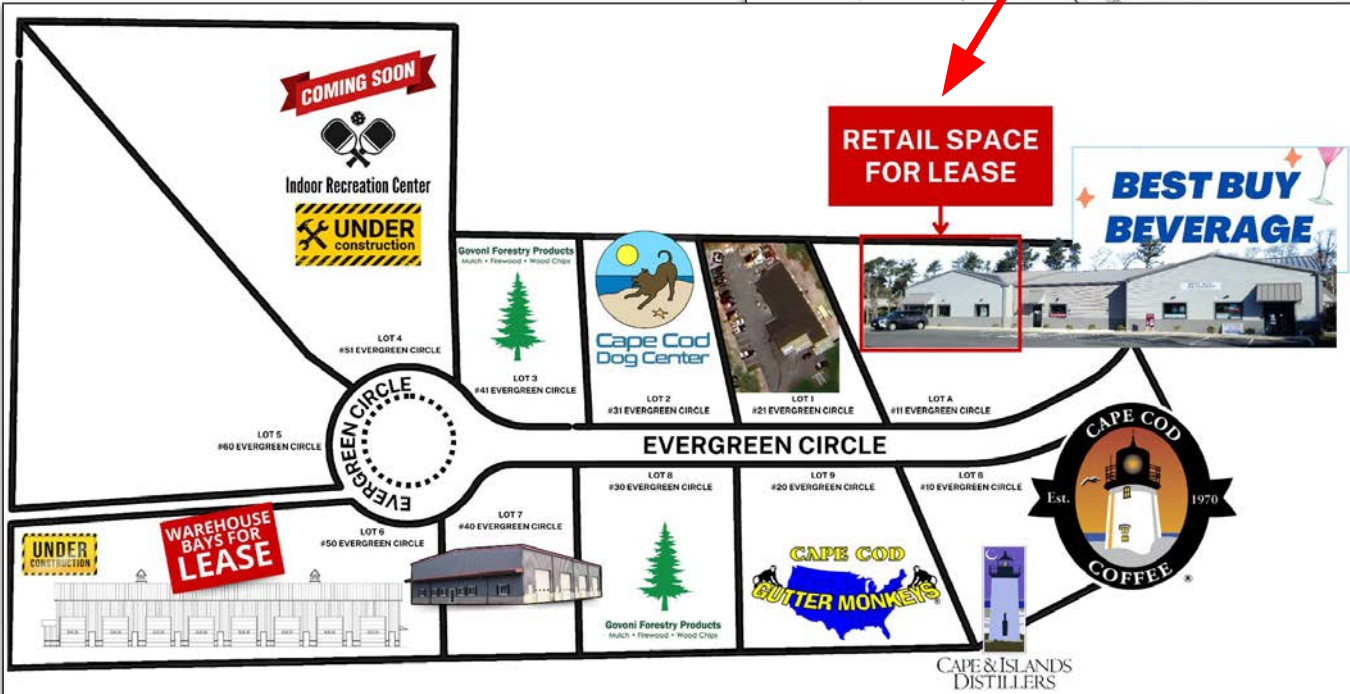 COMING SOON
Indoor Recreation Center
UNDER
construction
RETAIL SPACE
FOR LEASE
BEST BUY
BEVERAGE
Govoni Forestry Products
Mulch • Firewood • Wood Chips
Cape Cod
Dog Center
LOT 4
#51 EVERGREEN CIRCLE
LOT 3
#41 EVERGREEN CIRCLE
LOT 2
#31 EVERGREEN CIRCLE
LOT 1
#21 EVERGREEN CIRCLE
LOT A
#11 EVERGREEN CIRCLE
EVERGREEN CIRCLE
EVERGREEN CIRCLE
EVERGREEN CIRCLE
LOT 5
#60 EVERGREEN CIRCLE
LOT 6
#50 EVERGREEN CIRCLE
LOT 7
#40 EVERGREEN CIRCLE
LOT 8
#30 EVERGREEN CIRCLE
LOT 9
#20 EVERGREEN CIRCLE
LOT B
#10 EVERGREEN CIRCLE
CAPE COD
Est. 1970
COFFEE
®
UNDER
CONSTRUCTION
WAREHOUSE
BAYS FOR
LEASE
Govoni Forestry Products
Mulch • Firewood • Wood Chips
CAPE COD
GUTTER MONKEYS
CAPE & ISLANDS
DISTILLERS